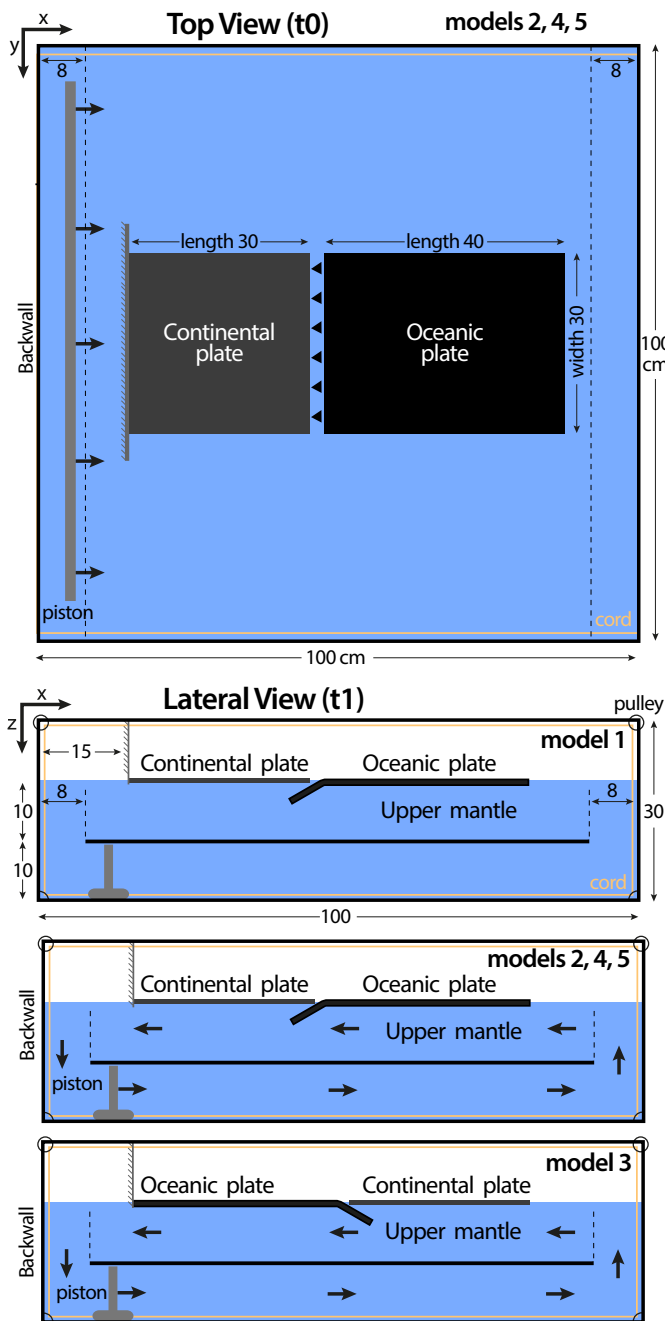 Top View (t0)
models 2, 4, 5
x
y
8
8
length 30
length 40
Continental
plate
Oceanic
plate
width 30
Backwall
100
cm
piston
cord
100 cm
Lateral View (t1)
x
z
pulley
model 1
15
Continental plate
Oceanic plate
8
10
Upper mantle
8
30
10
cord
100
models 2, 4, 5
Continental plate
Oceanic plate
Backwall
Upper mantle
piston
model 3
Oceanic plate
Continental plate
Backwall
Upper mantle
piston